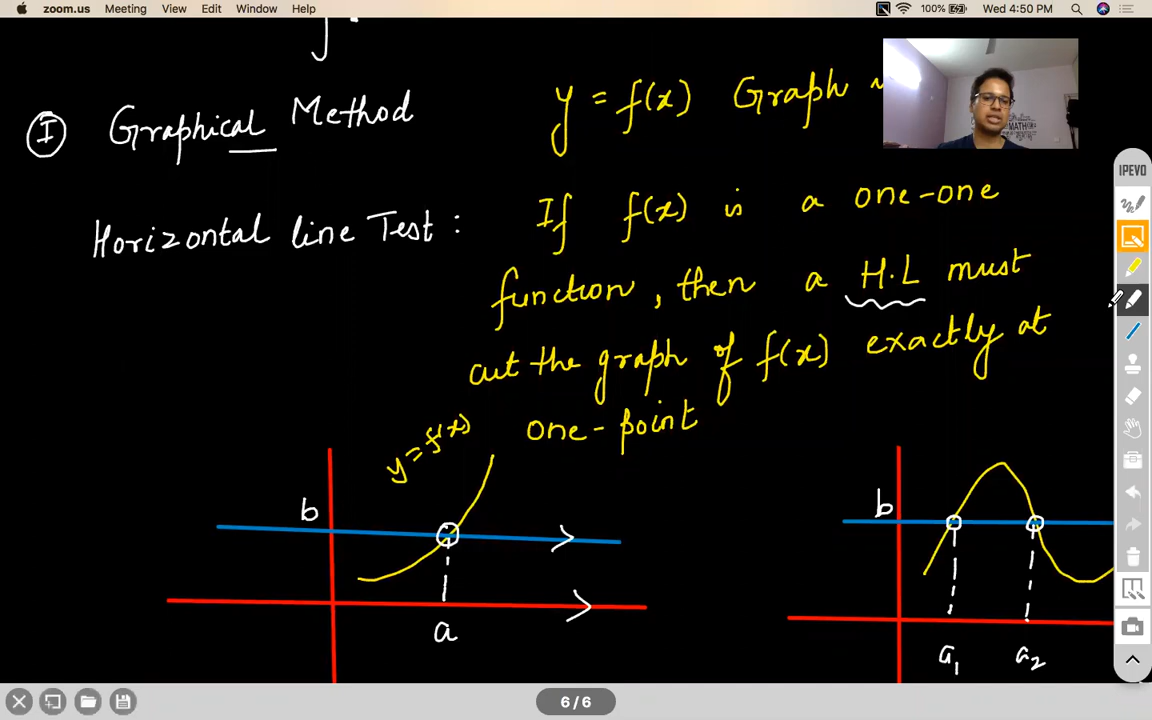 zoom.us Meeting View Edit Window Help 100% Wed 4:50 PM
I Graphical Method
y = f(x) Graph
MATH
IPEVO
Horizontal line Test :
If f(x) is a one-one
function, then a H.L must
cut the graph of f(x) exactly at
one-point
y=f(x)
b
a
b
a₁ a₂
6/6